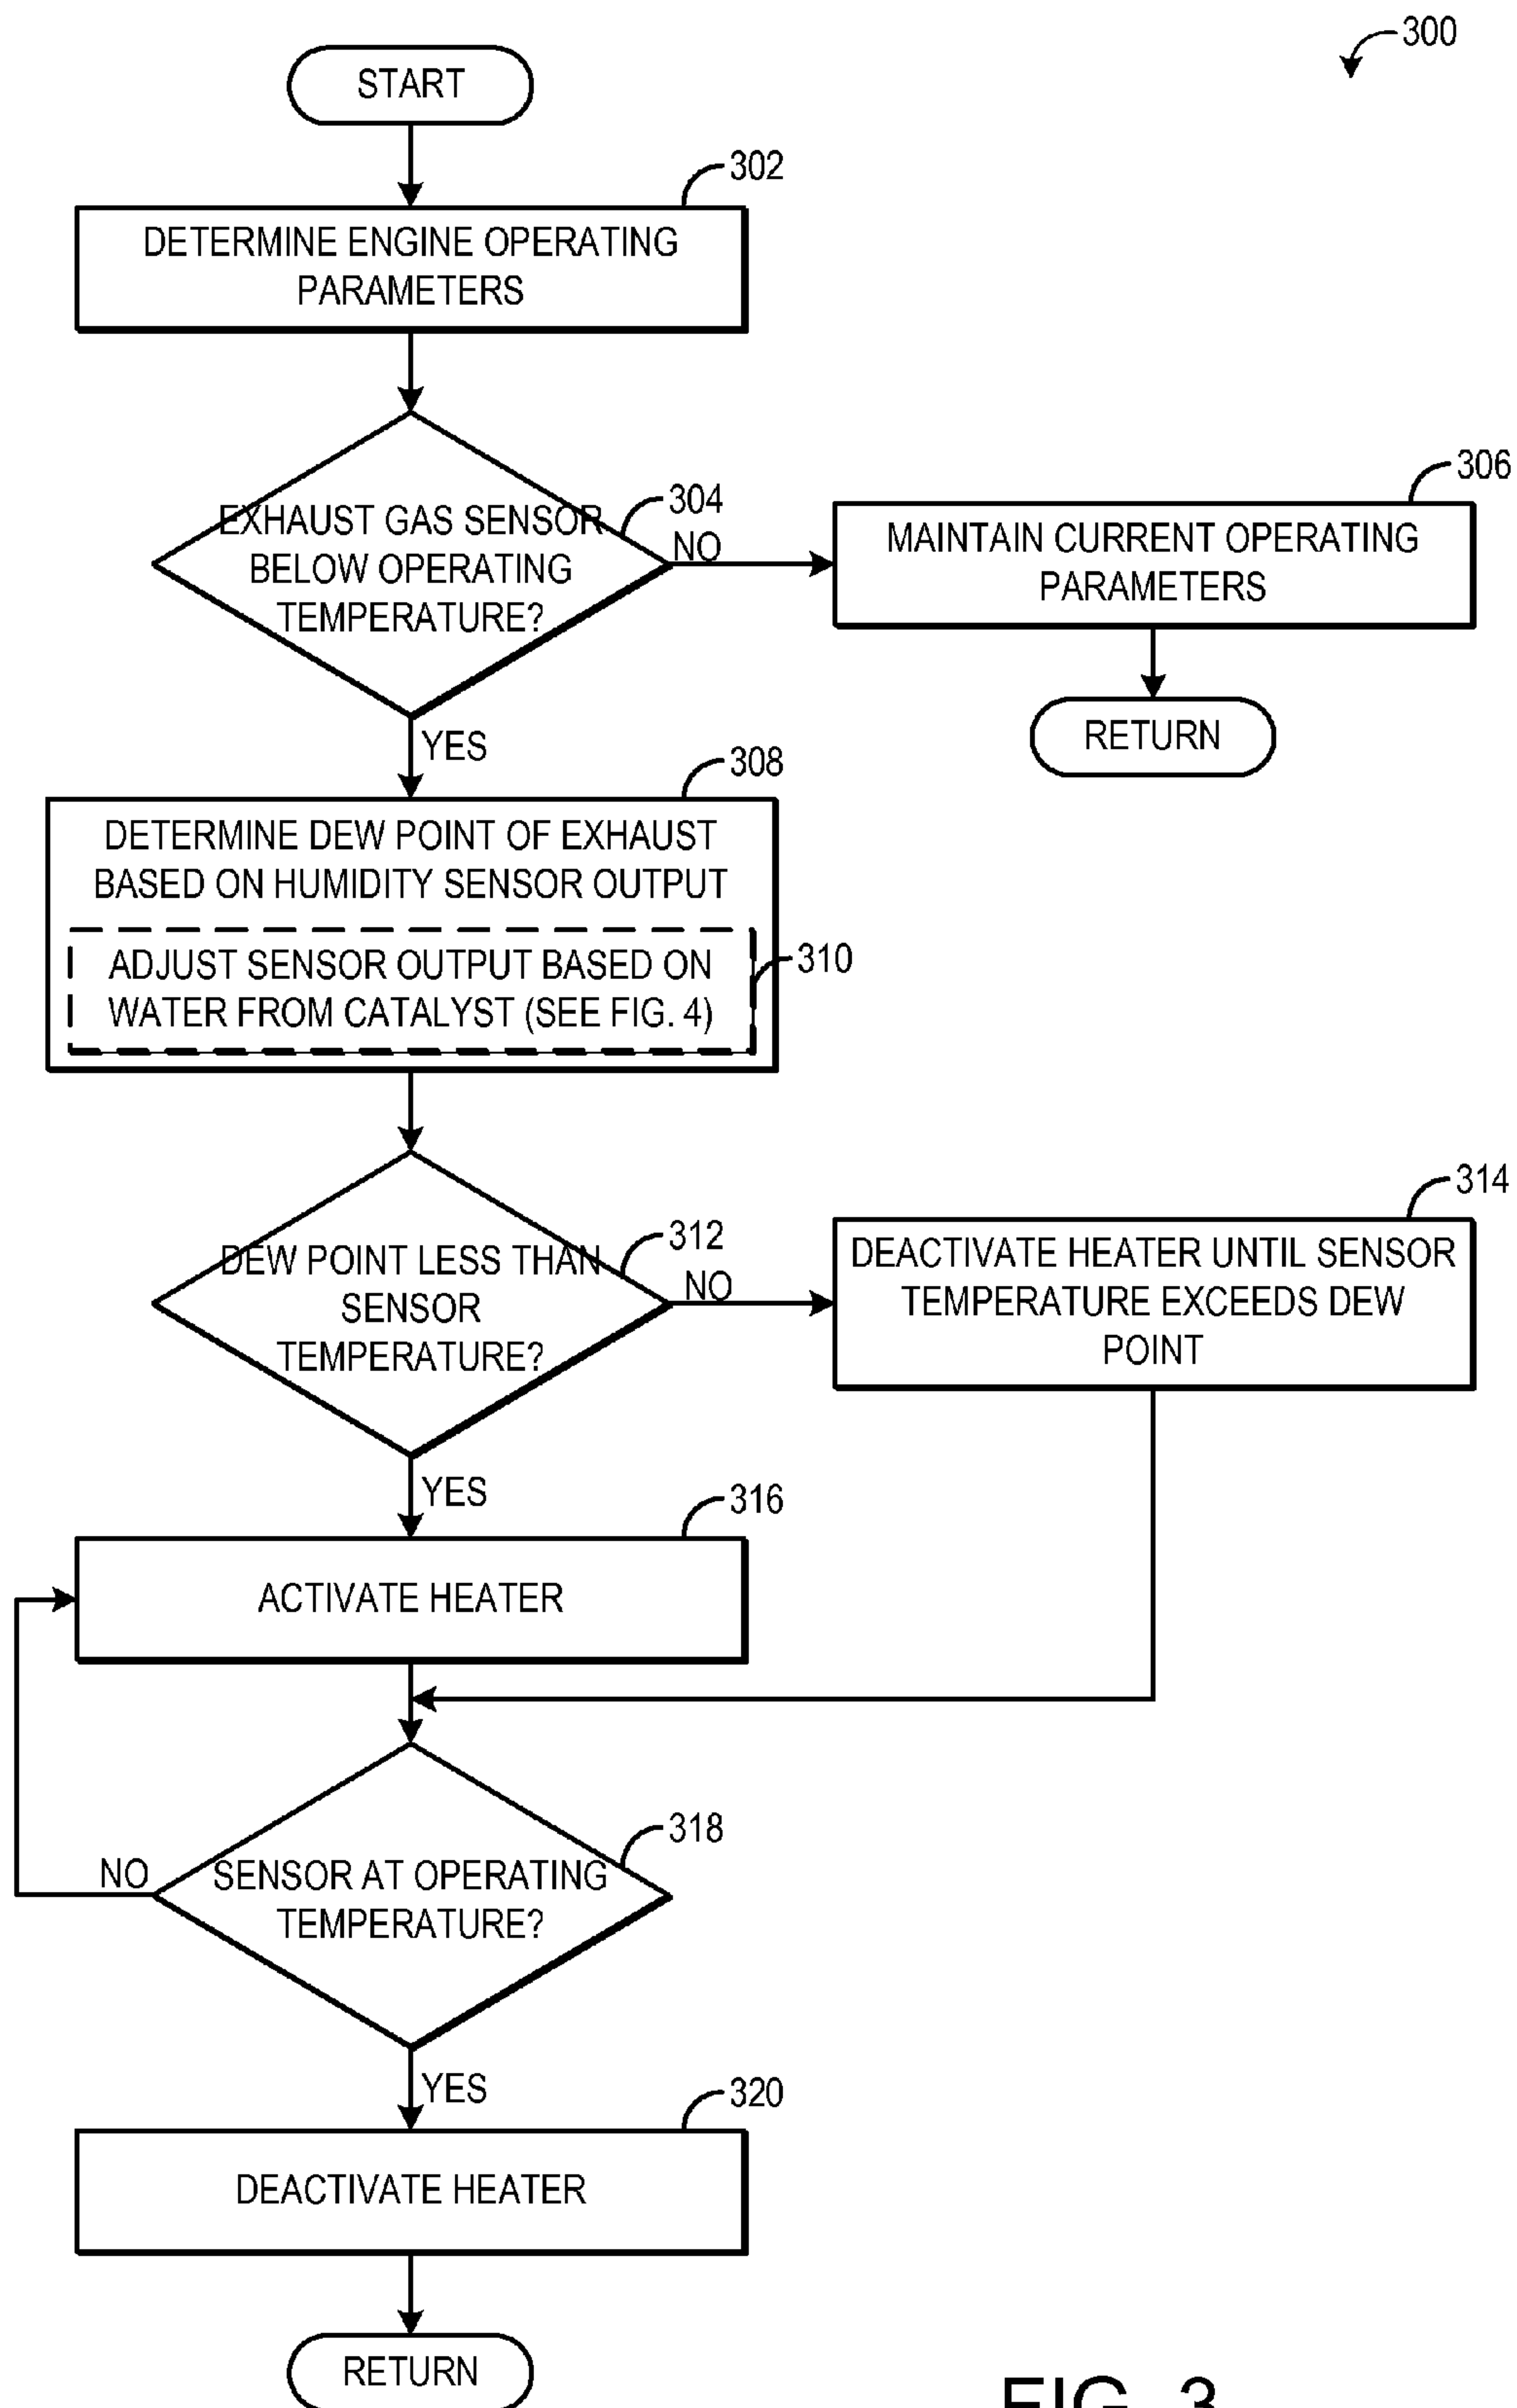 300
START
302
DETERMINE ENGINE OPERATING
PARAMETERS
304
EXHAUST GAS SENSOR
BELOW OPERATING
TEMPERATURE?
NO
306
MAINTAIN CURRENT OPERATING
PARAMETERS
RETURN
YES
308
DETERMINE DEW POINT OF EXHAUST
BASED ON HUMIDITY SENSOR OUTPUT
310
ADJUST SENSOR OUTPUT BASED ON
WATER FROM CATALYST (SEE FIG. 4)
312
DEW POINT LESS THAN
SENSOR
TEMPERATURE?
NO
314
DEACTIVATE HEATER UNTIL SENSOR
TEMPERATURE EXCEEDS DEW
POINT
YES
316
ACTIVATE HEATER
318
SENSOR AT OPERATING
TEMPERATURE?
NO
YES
320
DEACTIVATE HEATER
RETURN
FIG. 3